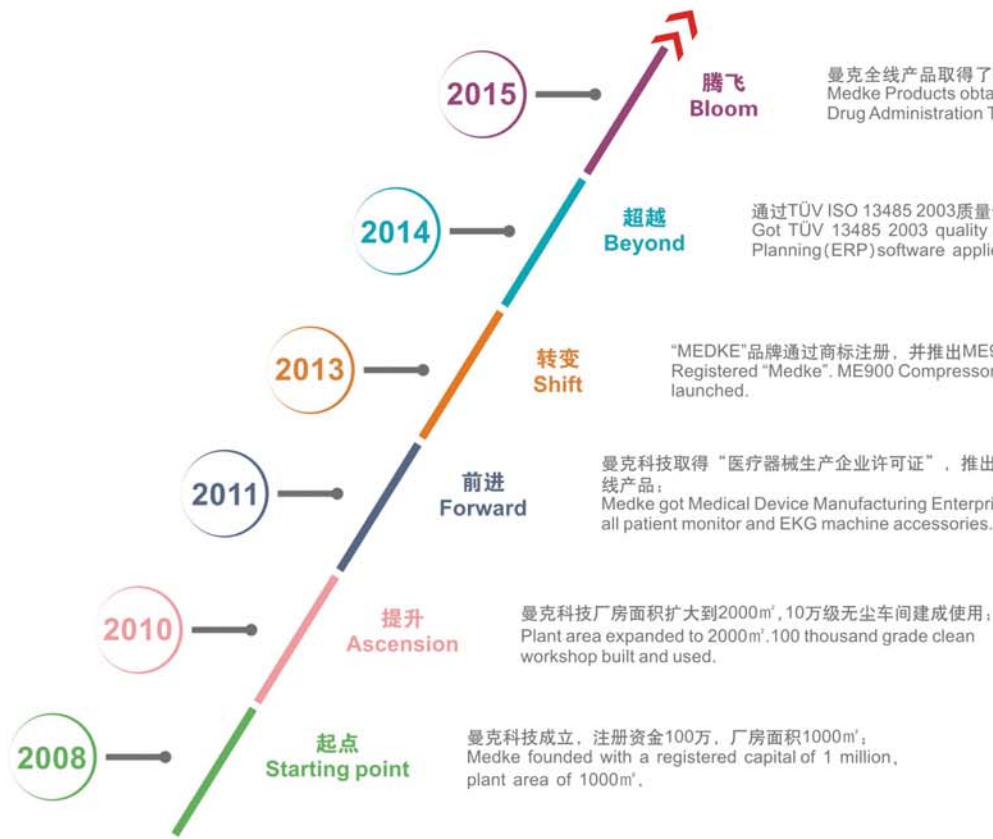 2015
腾飞
Bloom
曼克全线产品取得了
Medke Products obta
Drug Administration T
2014
超越
Beyond
通过TÜV ISO 13485 2003质量
Got TÜV 13485 2003 quality
Planning(ERP)software applic
2013
转变
Shift
“MEDKE”品牌通过商标注册，并推出ME9
Registered “Medke”. ME900 Compressor
launched.
2011
前进
Forward
曼克科技取得“医疗器械生产企业许可证”，推出
线产品；
Medke got Medical Device Manufacturing Enterpri
all patient monitor and EKG machine accessories.
2010
提升
Ascension
曼克科技厂房面积扩大到2000㎡,10万级无尘车间建成使用；
Plant area expanded to 2000㎡.100 thousand grade clean
workshop built and used.
2008
起点
Starting point
曼克科技成立，注册资金100万，厂房面积1000㎡；
Medke founded with a registered capital of 1 million,
plant area of 1000㎡.